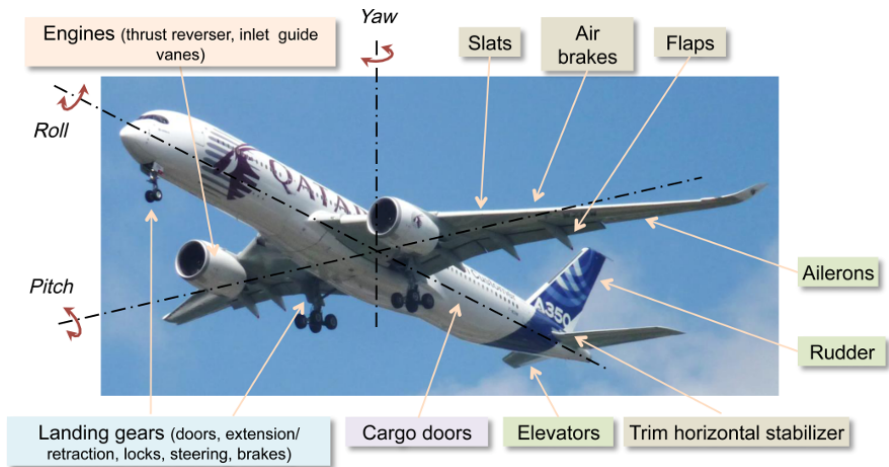 Yaw
Engines (thrust reverser, inlet guide
vanes)
Slats
Air
brakes
Flaps
Roll
QATAR
Pitch
Ailerons
A350
Rudder
Landing gears (doors, extension/
retraction, locks, steering, brakes)
Cargo doors
Elevators
Trim horizontal stabilizer